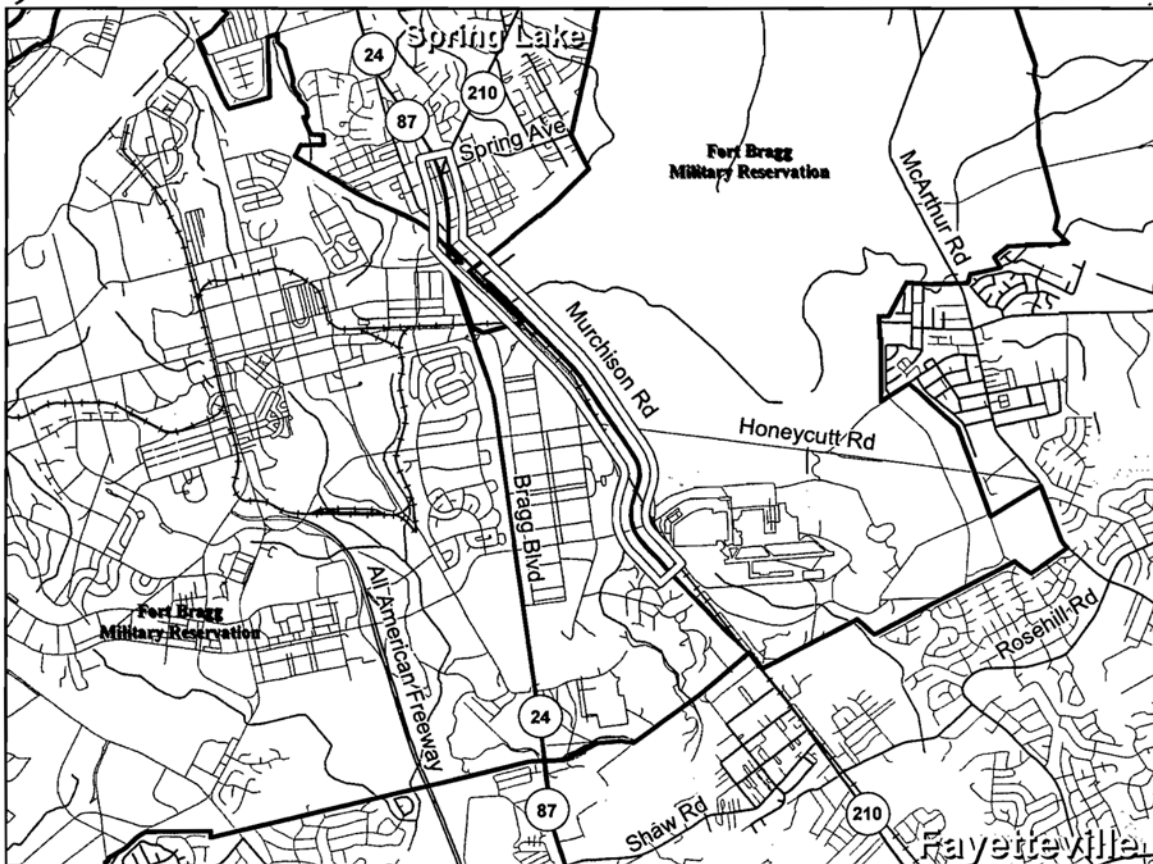 Spring Lake
24
210
87
Spring Ave
Fort Bragg
Military Reservation
McArthur Rd
Murchison Rd
Honeycutt Rd
Bragg Blvd
All American Freeway
Fort Bragg
Military Reservation
Rosehill Rd
24
87
Shaw Rd
210
Fayetteville